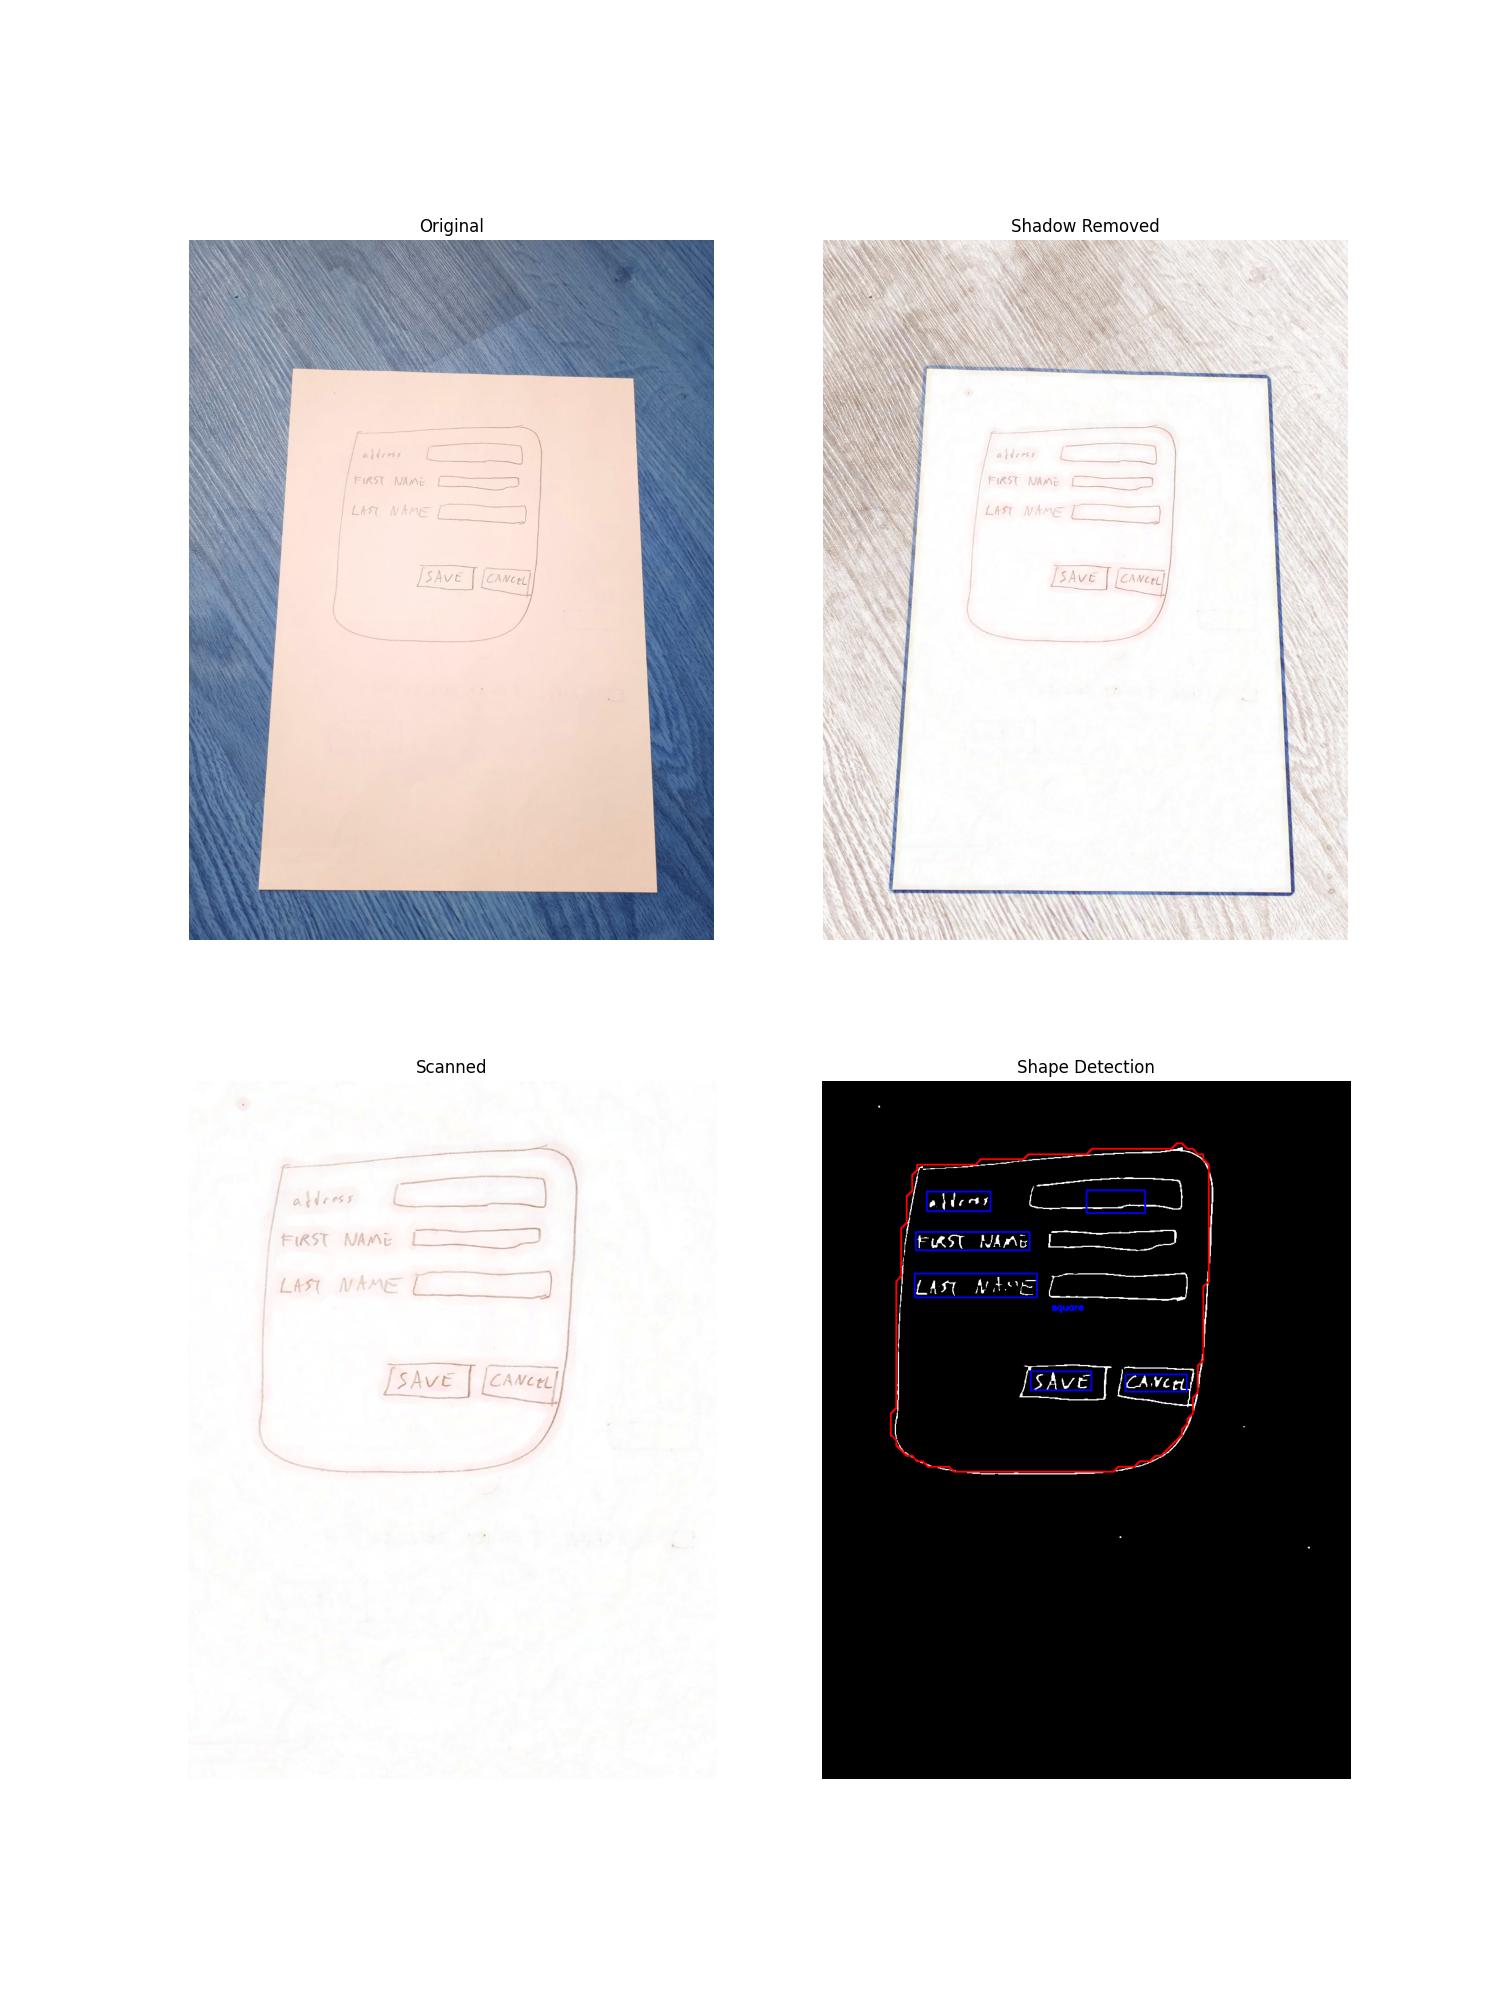 Original
Shadow Removed
address
FIRST NAME
LAST NAME
SAVE CANCEL
address
FIRST NAME
LAST NAME
SAVE CANCEL
Scanned
Shape Detection
address
FIRST NAME
LAST NAME
SAVE CANCEL
address
FIRST NAME
LAST NAME
square
SAVE CANCEL